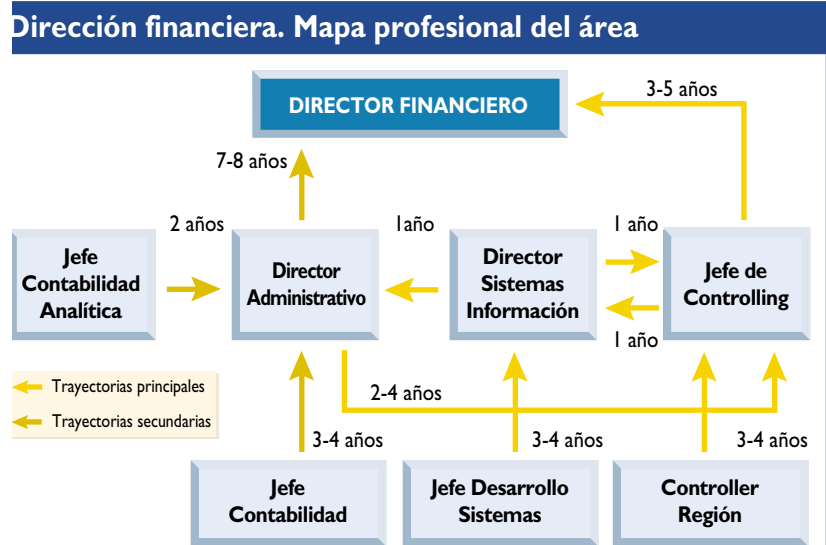 Dirección financiera. Mapa profesional del área
DIRECTOR FINANCIERO
3-5 años
7-8 años
2 años
1año
1 año
Jefe
Contabilidad
Analítica
Director
Administrativo
Director
Sistemas
Información
Jefe de
Controlling
1 año
Trayectorias principales
Trayectorias secundarias
2-4 años
3-4 años
3-4 años
3-4 años
Jefe
Contabilidad
Jefe Desarrollo
Sistemas
Controller
Región